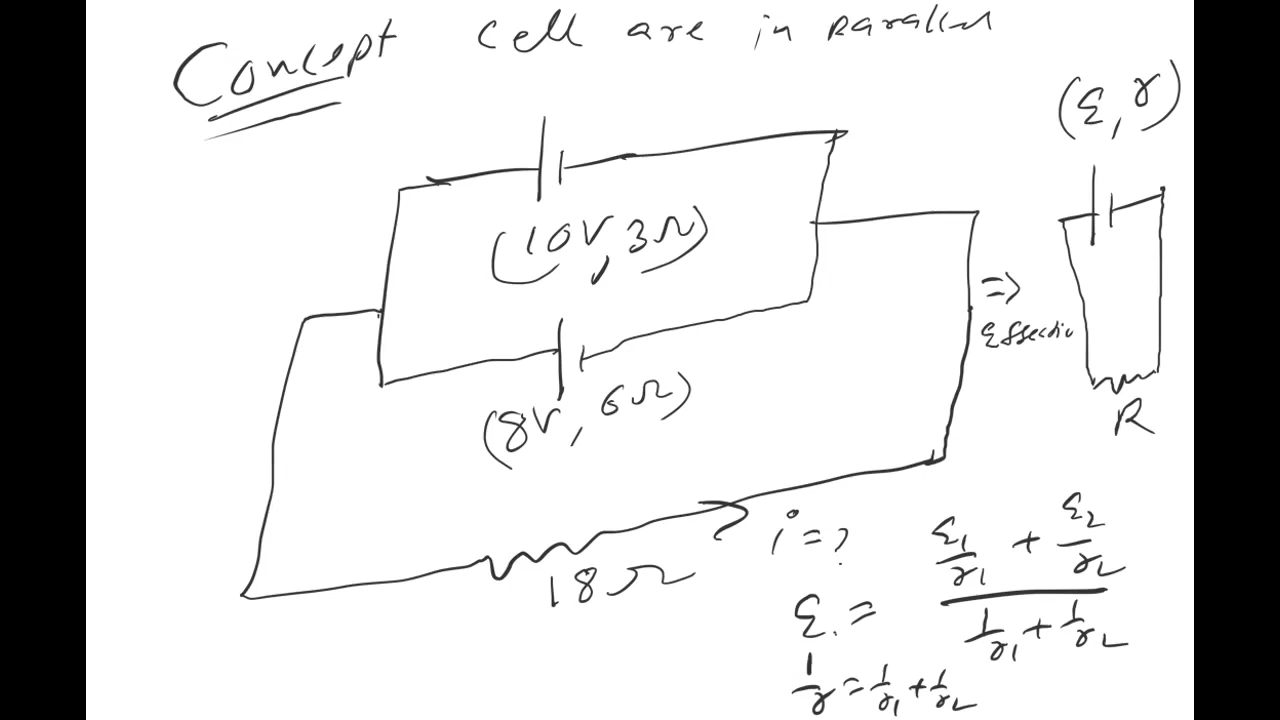 Concept cell are in parallel
(ε, r)
(10V, 3Ω)
⇒
Effective
(8V, 6Ω)
R
18Ω
i = ?
ε = (ε1/r1 + ε2/r2) / (1/r1 + 1/r2)
1/r = 1/r1 + 1/r2